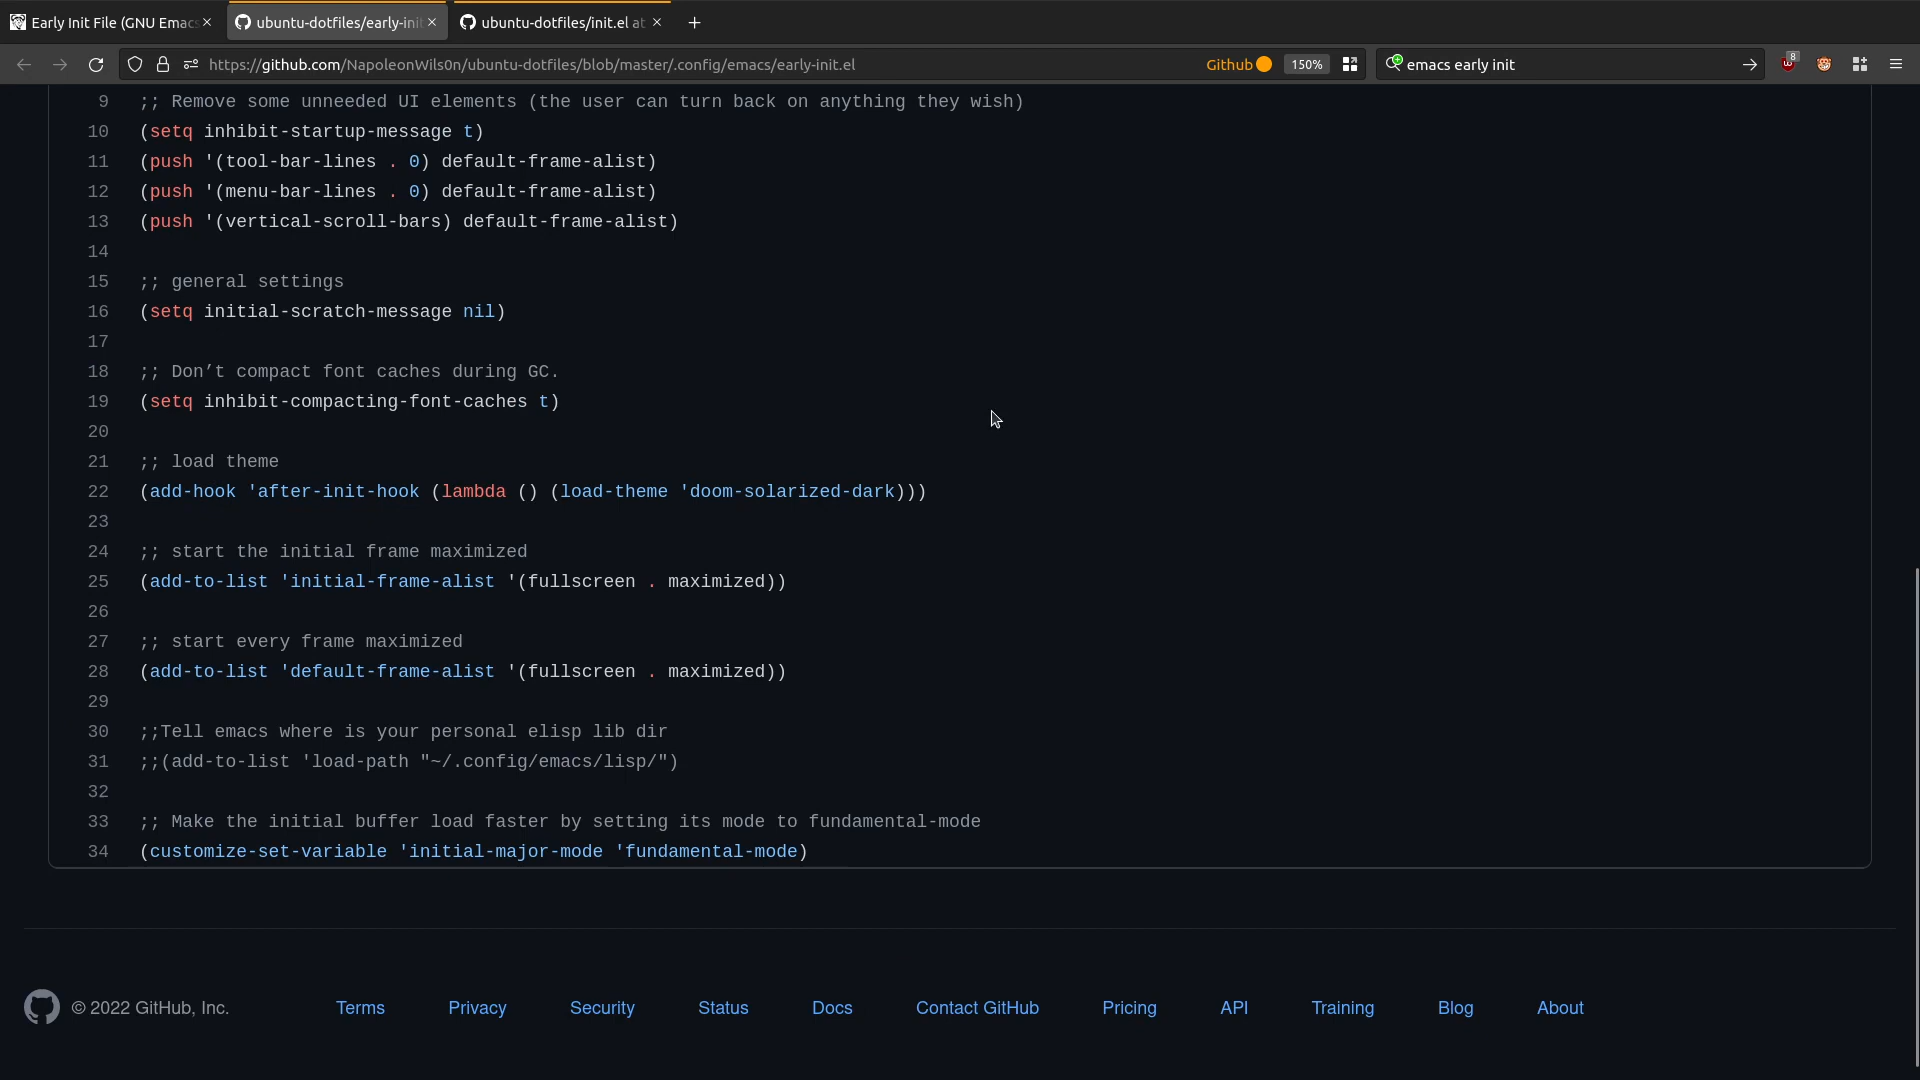 Early Init File (GNU Emacs
ubuntu-dotfiles/early-ini
ubuntu-dotfiles/init.el at
https://github.com/NapoleonWils0n/ubuntu-dotfiles/blob/master/.config/emacs/early-init.el
Github
150%
emacs early init
8
9 ;; Remove some unneeded UI elements (the user can turn back on anything they wish)
10 (setq inhibit-startup-message t)
11 (push '(tool-bar-lines . 0) default-frame-alist)
12 (push '(menu-bar-lines . 0) default-frame-alist)
13 (push '(vertical-scroll-bars) default-frame-alist)
14
15 ;; general settings
16 (setq initial-scratch-message nil)
17
18 ;; Don’t compact font caches during GC.
19 (setq inhibit-compacting-font-caches t)
20
21 ;; load theme
22 (add-hook 'after-init-hook (lambda () (load-theme 'doom-solarized-dark)))
23
24 ;; start the initial frame maximized
25 (add-to-list 'initial-frame-alist '(fullscreen . maximized))
26
27 ;; start every frame maximized
28 (add-to-list 'default-frame-alist '(fullscreen . maximized))
29
30 ;;Tell emacs where is your personal elisp lib dir
31 ;;(add-to-list 'load-path "~/.config/emacs/lisp/")
32
33 ;; Make the initial buffer load faster by setting its mode to fundamental-mode
34 (customize-set-variable 'initial-major-mode 'fundamental-mode)
© 2022 GitHub, Inc.
Terms
Privacy
Security
Status
Docs
Contact GitHub
Pricing
API
Training
Blog
About